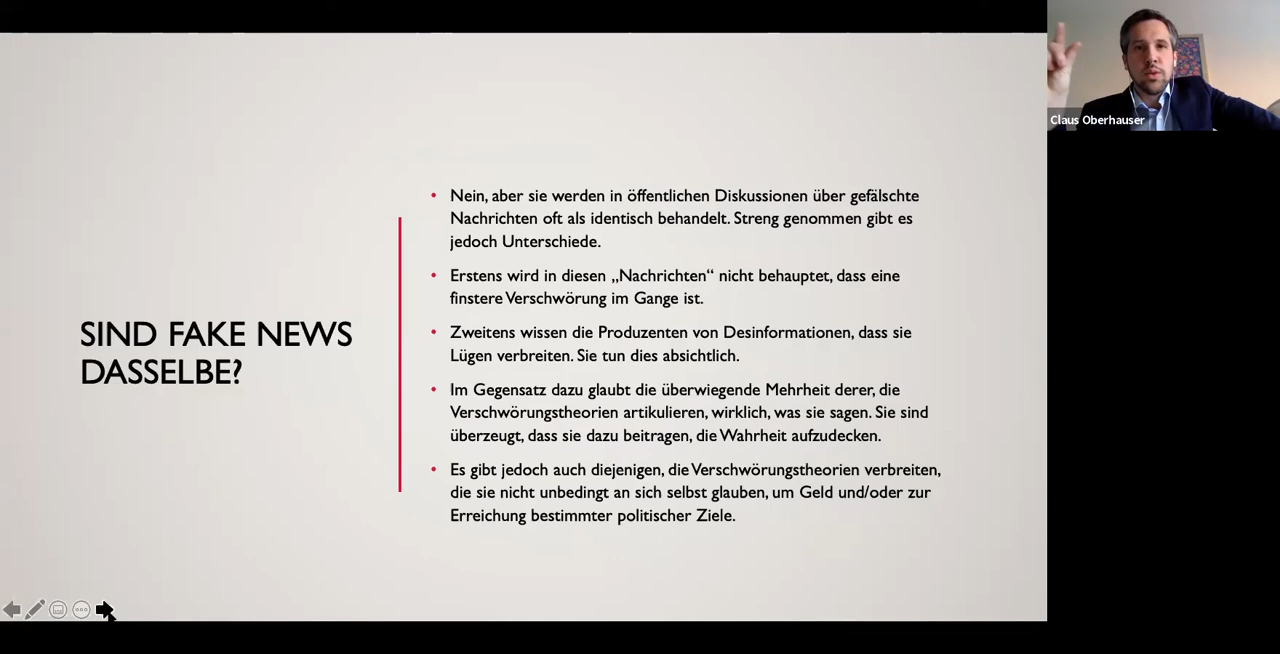 SIND FAKE NEWS
DASSELBE?
• Nein, aber sie werden in öffentlichen Diskussionen über gefälschte
Nachrichten oft als identisch behandelt. Streng genommen gibt es
jedoch Unterschiede.
• Erstens wird in diesen „Nachrichten“ nicht behauptet, dass eine
finstere Verschwörung im Gange ist.
• Zweitens wissen die Produzenten von Desinformationen, dass sie
Lügen verbreiten. Sie tun dies absichtlich.
• Im Gegensatz dazu glaubt die überwiegende Mehrheit derer, die
Verschwörungstheorien artikulieren, wirklich, was sie sagen. Sie sind
überzeugt, dass sie dazu beitragen, die Wahrheit aufzudecken.
• Es gibt jedoch auch diejenigen, die Verschwörungstheorien verbreiten,
die sie nicht unbedingt an sich selbst glauben, um Geld und/oder zur
Erreichung bestimmter politischer Ziele.
Claus Oberhauser